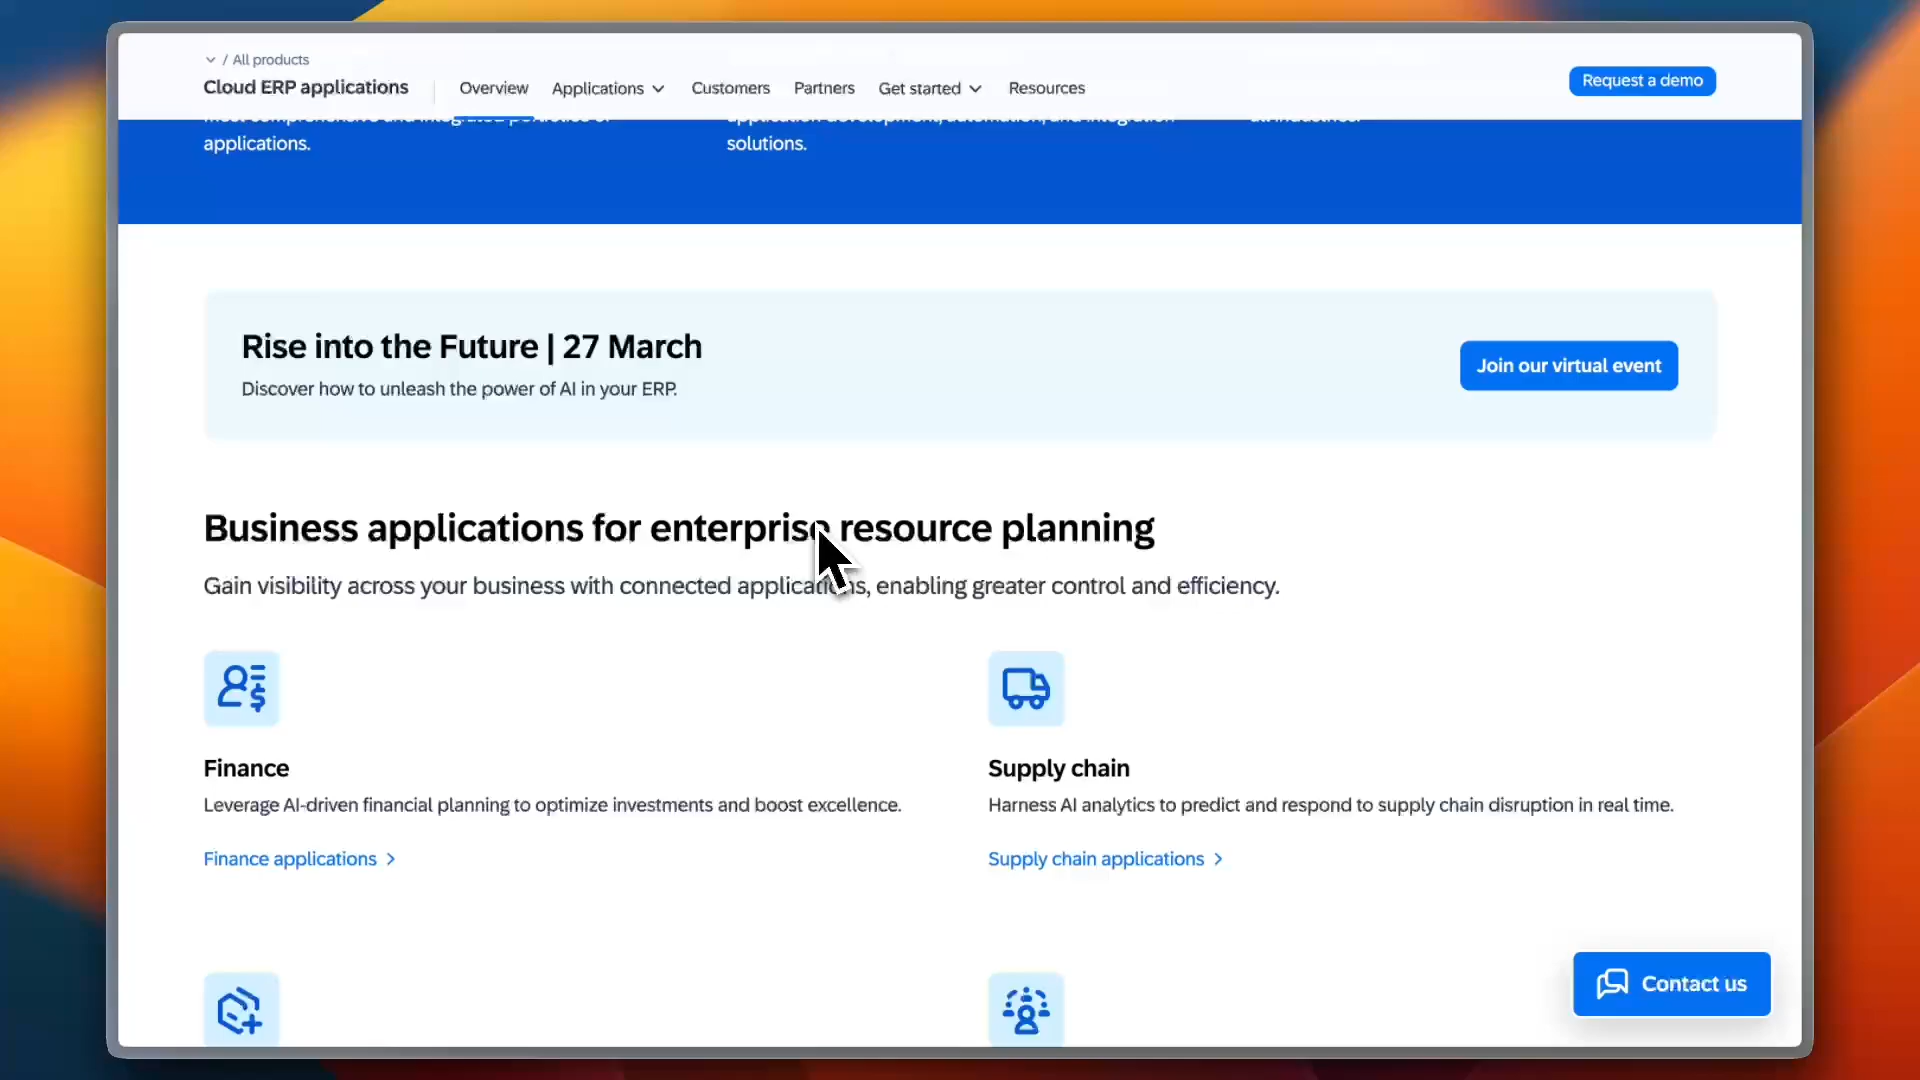 / All products
Cloud ERP applications
Overview
Applications
Customers
Partners
Get started
Resources
Request a demo
applications.
solutions.
Rise into the Future | 27 March
Discover how to unleash the power of AI in your ERP.
Join our virtual event
Business applications for enterprise resource planning
Gain visibility across your business with connected applications, enabling greater control and efficiency.
Finance
Leverage AI-driven financial planning to optimize investments and boost excellence.
Finance applications
Supply chain
Harness AI analytics to predict and respond to supply chain disruption in real time.
Supply chain applications
Contact us